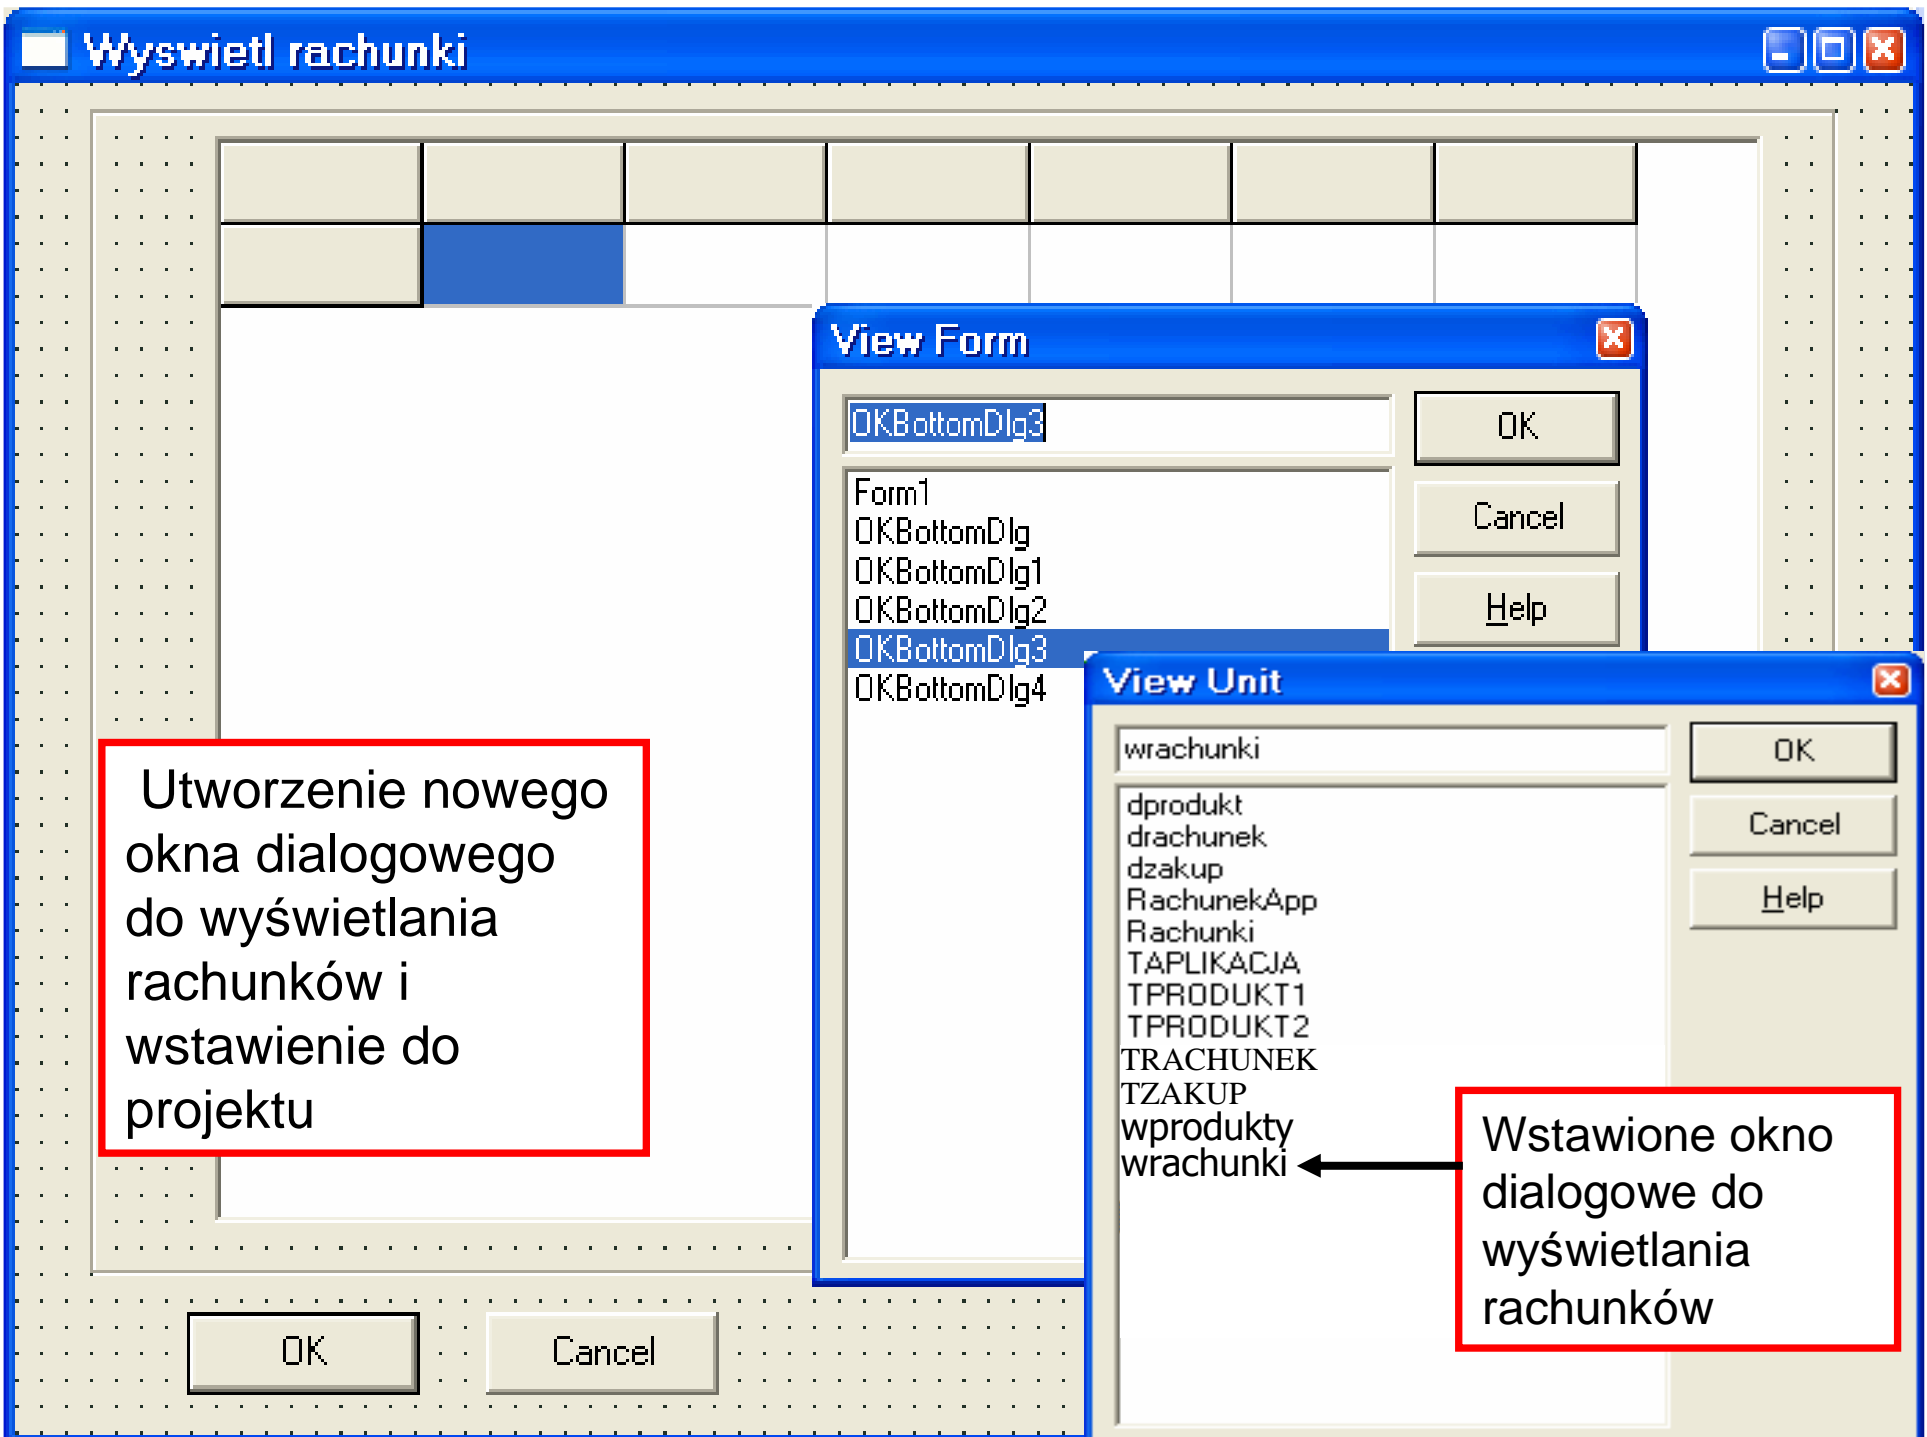 Wyswietl rachunki
View Form
OKBottomDlg3
OK
Form1
OKBottomDlg
OKBottomDlg1
OKBottomDlg2
OKBottomDlg3
OKBottomDlg4
Cancel
Help
View Unit
wrachunki
OK
dprodukt
drachunek
dzakup
RachunekApp
Rachunki
TAPLIKACJA
TPRODUKT1
TPRODUKT2
TRACHUNEK
TZAKUP
wprodukty
wrachunki
Cancel
Help
Utworzenie nowego
okna dialogowego
do wyświetlania
rachunków i
wstawienie do
projektu
Wstawione okno
dialogowe do
wyświetlania
rachunków
OK
Cancel